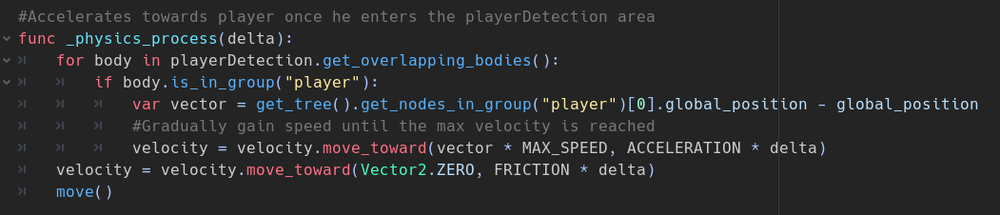 #Accelerates towards player once he enters the playerDetection area
func _physics_process(delta):
for body in playerDetection.get_overlapping_bodies():
if body.is_in_group("player"):
var vector = get_tree().get_nodes_in_group("player")[0].global_position - global_position
#Gradually gain speed until the max velocity is reached
velocity = velocity.move_toward(vector * MAX_SPEED, ACCELERATION * delta)
velocity = velocity.move_toward(Vector2.ZERO, FRICTION * delta)
move()